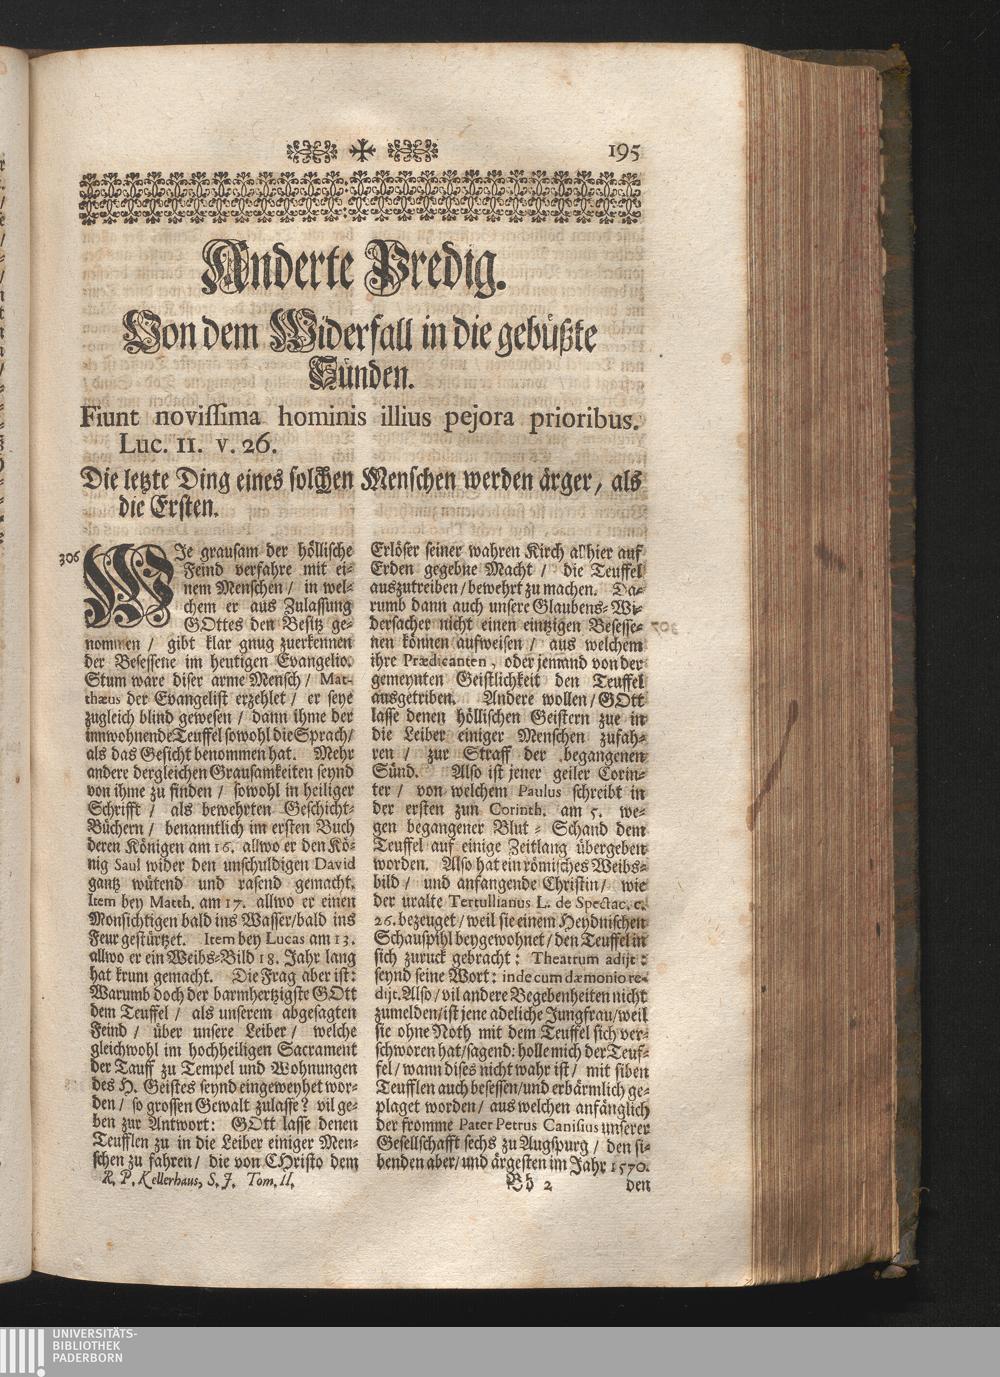 195
Anderte Predig.
Von dem Widerfall in die gebüßte
Sünden.
Fiunt novissima hominis illius pejora prioribus.
Luc. 11. v. 26.
Die letzte Ding eines solchen Menschen werden ärger / als
die Ersten.
306
WJe grausam der höllische
Feind verfahre mit ei-
nem Menschen / in wel-
chem er aus Zulassung
GOttes den Besitz ge-
nommen / gibt klar gnug zuerkennen
der Besessene im heutigen Evangelio.
Stum ware diser arme Mensch / Mat-
thæus der Evangelist erzehlet / er seye
zugleich blind gewesen / dann ihme der
innwohnende Teuffel sowohl die Sprach/
als das Gesicht benommen hat. Mehr
andere dergleichen Grausamkeiten seynd
von ihme zu finden / sowohl in heiliger
Schrifft / als bewehrten Geschicht-
Büchern / benanntlich im ersten Buch
deren Königen am 16. allwo er den Kö-
nig Saul wider den unschuldigen David
gantz wütend und rasend gemacht.
Item bey Matth. am 17. allwo er einen
Monsichtigen bald ins Wasser/bald ins
Feur gestürtzet. Item bey Lucas am 13.
allwo er ein Weibs-Bild 18. Jahr lang
hat krum gemacht. Die Frag aber ist:
Warumb doch der barmhertzigste GOtt
dem Teuffel / als unserem abgesagten
Feind / über unsere Leiber / welche
gleichwohl im hochheiligen Sacrament
der Tauff zu Tempel und Wohnungen
des H. Geistes seynd eingeweyhet wor-
den / so grossen Gewalt zulasse? vil ge-
ben zur Antwort: GOtt lasse denen
Teufflen zu in die Leiber einiger Men-
schen zu fahren / die von CHristo dem
R. P. Kellerhaus, S. J. Tom. II.
Erlöser seiner wahren Kirch allhier auf
Erden gegebne Macht / die Teuffel
auszutreiben / bewehrt zu machen. Da-
rumb dann auch unsere Glaubens-Wi-
dersacher nicht einen eintzigen Besesse-
nen können aufweisen / aus welchem
ihre Prædicanten, oder jemand von der
gemeynten Geistlichkeit den Teuffel
ausgetriben. Andere wollen / GOtt
lasse denen höllischen Geistern zue in
die Leiber einiger Menschen zufah-
ren / zur Straff der begangenen
Sünd. Also ist jener geiler Corin-
ter / von welchem Paulus schreibt in
der ersten zun Corinth. am 5. we-
gen begangener Blut-Schand dem
Teuffel auf einige Zeitlang übergeben
worden. Also hat ein römisches Weibs-
bild / und anfangende Christin / wie
der uralte Tertullianus L. de Spectac. c.
26. bezeuget / weil sie einem Heydnischen
Schauspihl beygewohnet / den Teuffel in
sich zuruck gebracht: Theatrum adijt:
seynd seine Wort: inde cum dæmonio re-
dijt. Also / vil andere Begebenheiten nicht
zumelden/ist jene adeliche Jungfrau/weil
sie ohne Noth mit dem Teuffel sich ver-
schworen hat/sagend: holle mich der Teuf-
fel / wann dises nicht wahr ist / mit siben
Teufflen auch besessen/und erbärmlich ge-
plaget worden / aus welchen anfänglich
der fromme Pater Petrus Canisius unserer
Gesellschafft sechs zu Augspurg / den si-
benden aber/und ärgesten im Jahr 1570.
Bb 2
den
UNIVERSITÄTS-
BIBLIOTHEK
PADERBORN